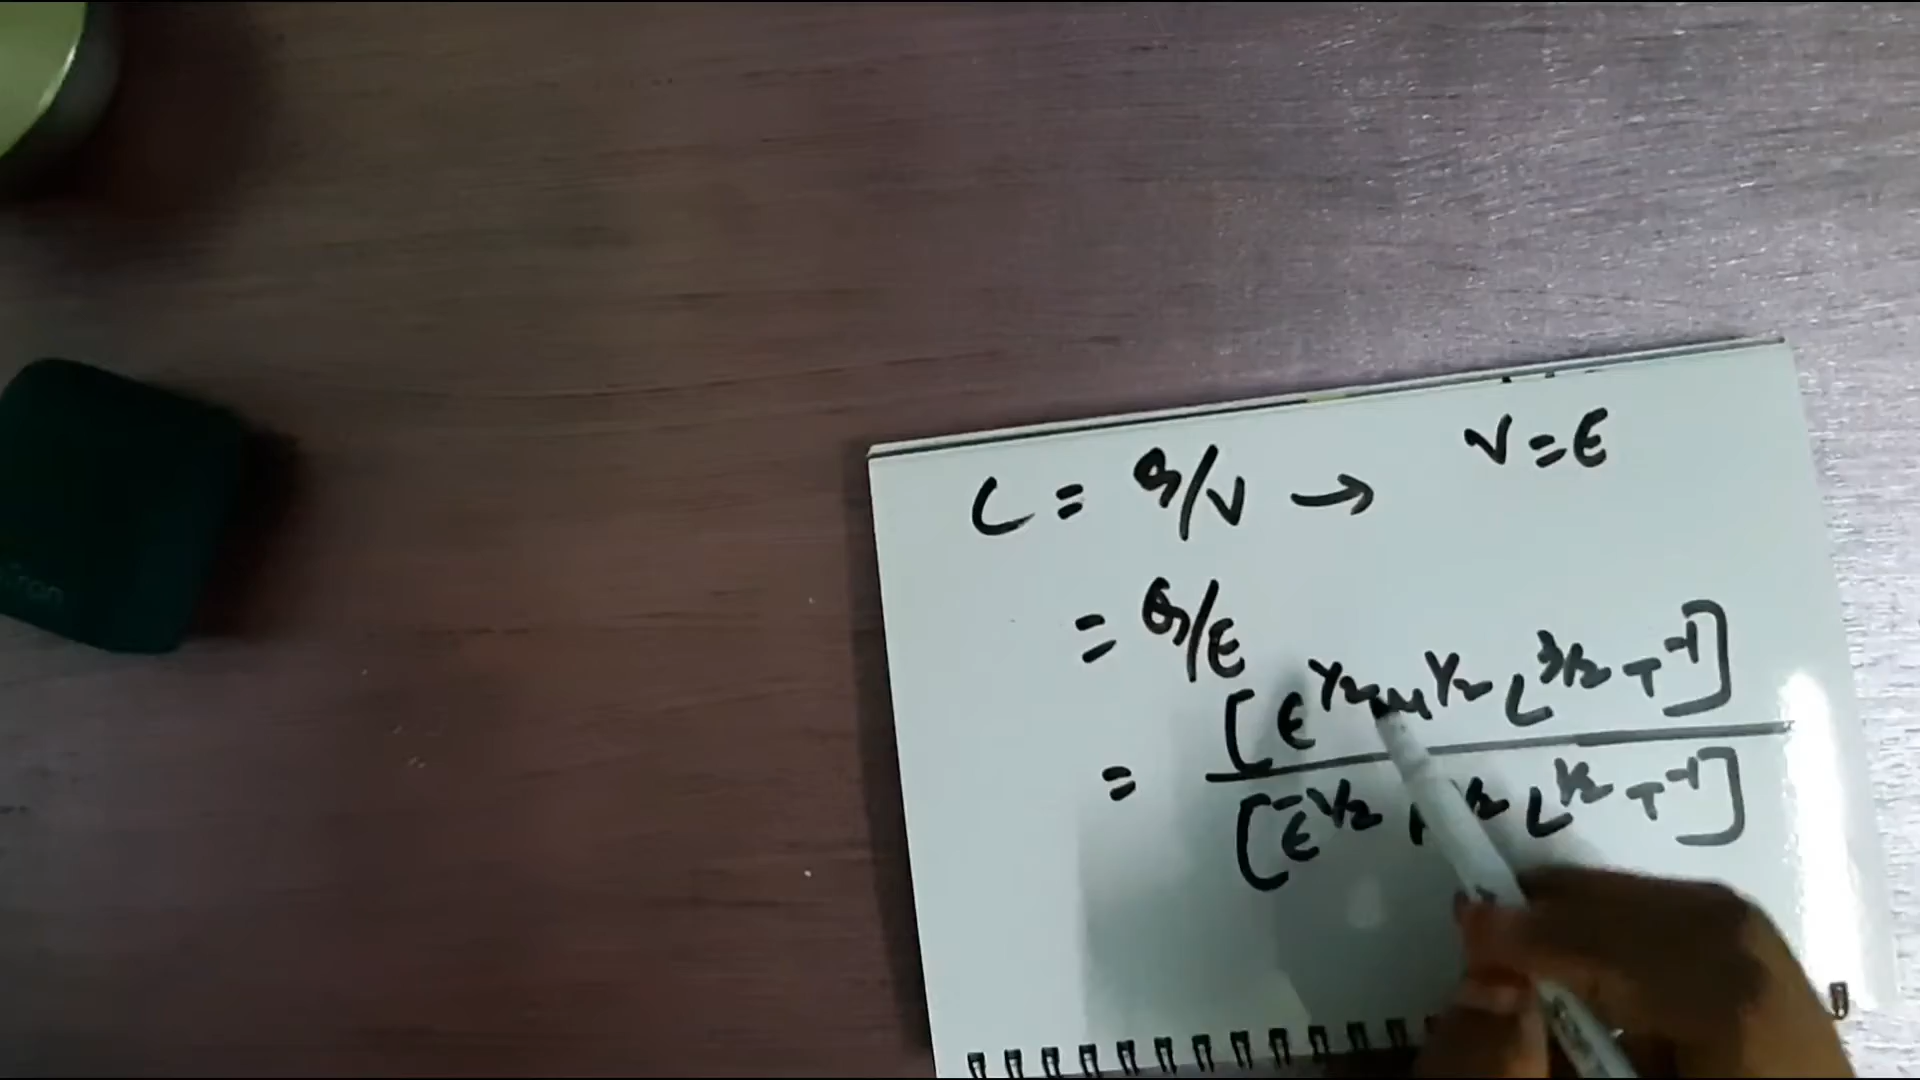 C = Q/V → V = ε
= Q/ε
= [ε^1/2 M^1/2 L^3/2 T^-1]
[ε^-1/2 L^1/2 T^-1]